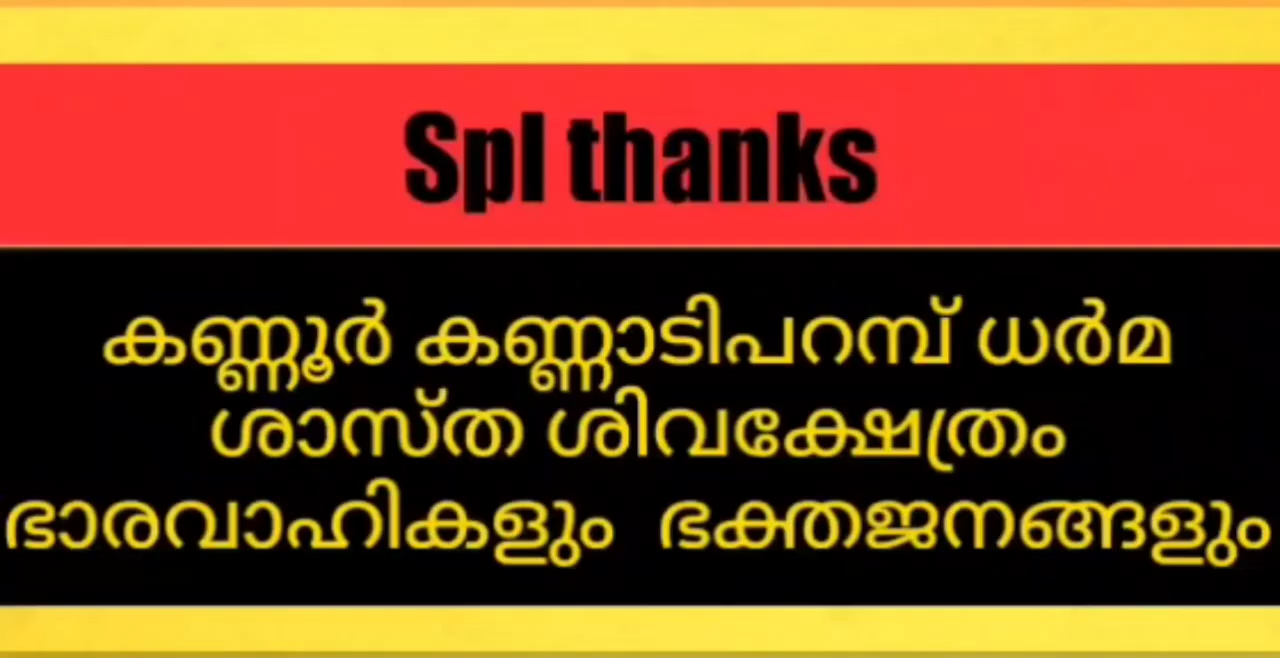 Spl thanks
കണ്ണൂർ കണ്ണാടിപറമ്പ് ധർമ
ശാസ്ത ശിവക്ഷേത്രം
ഭാരവാഹികളും ഭക്തജനങ്ങളും